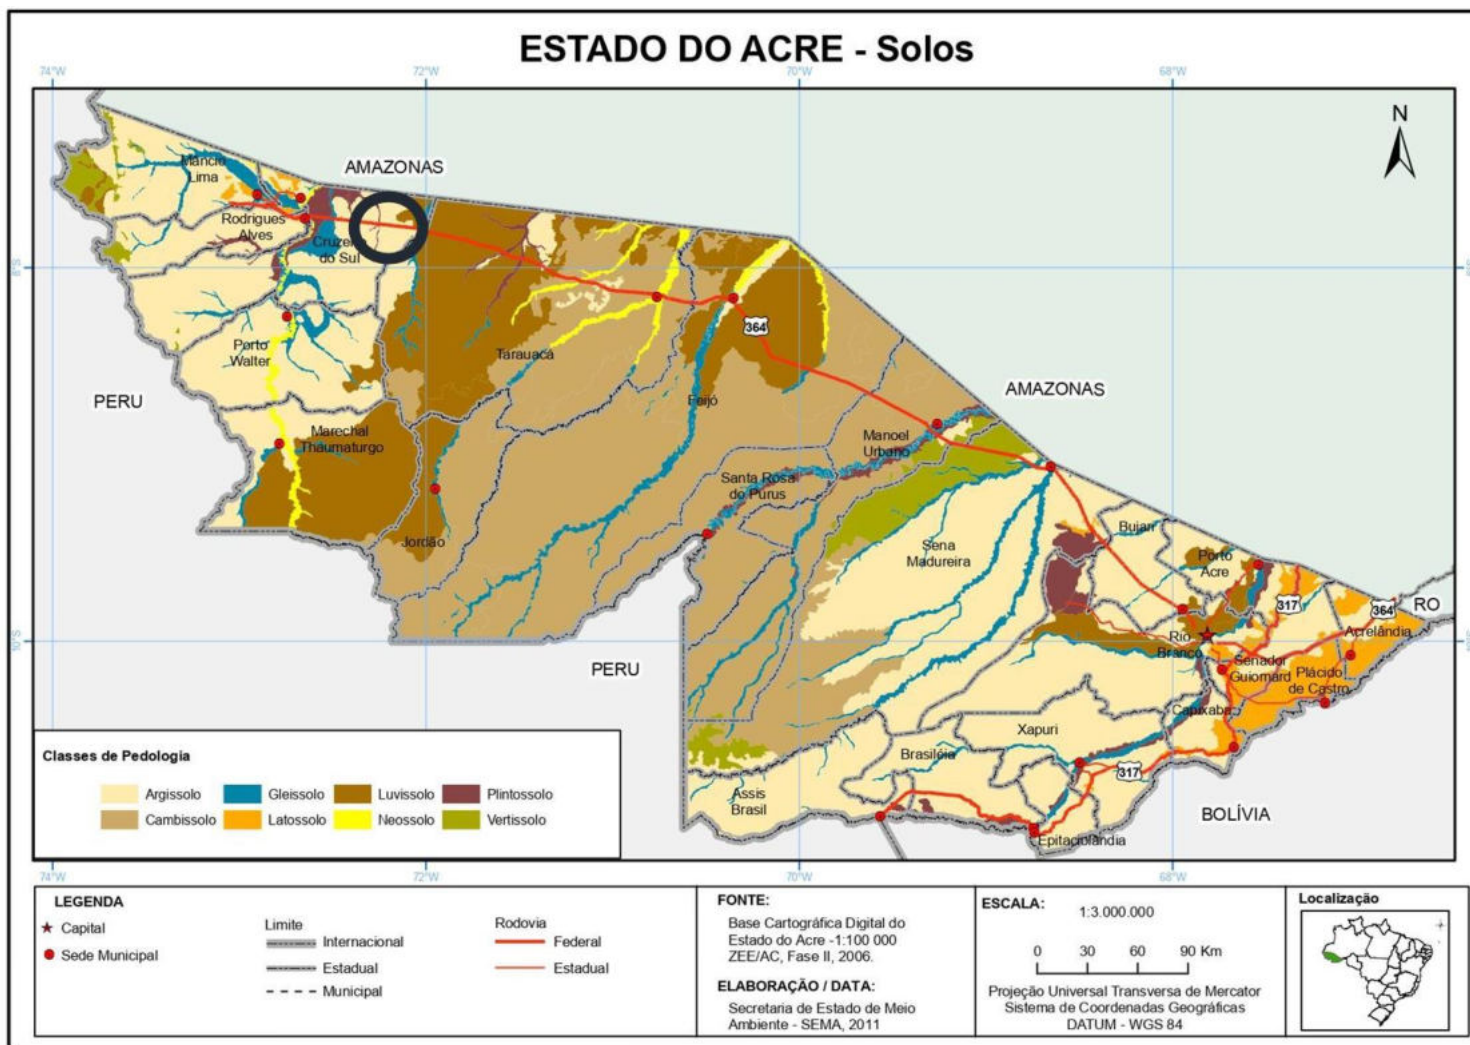 ESTADO DO ACRE - Solos
74°W
72°W
70°W
68°W
N
AMAZONAS
Mâncio
Lima
Rodrigues
Alves
Cruzeiro
do Sul
8°S
Porto
Walter
Tarauacá
364
PERU
Feijó
AMAZONAS
Marechal
Thaumaturgo
Manoel
Urbano
Santa Rosa
do Purus
Jordão
Sena
Madureira
Bujari
Porto
Acre
317
364
RO
Acrelândia
10°S
Rio
Branco
PERU
Senador
Guiomard
Plácido
de Castro
Capixaba
Xapuri
Brasiléia
317
Assis
Brasil
BOLÍVIA
Epitaciolândia
Classes de Pedologia
Argissolo
Gleissolo
Luvissolo
Plintossolo
Cambissolo
Latossolo
Neossolo
Vertissolo
74°W
72°W
70°W
68°W
LEGENDA
Capital
Sede Municipal
Limite
Internacional
Estadual
Municipal
Rodovia
Federal
Estadual
FONTE:
Base Cartográfica Digital do
Estado do Acre -1:100 000
ZEE/AC, Fase II, 2006.
ELABORAÇÃO / DATA:
Secretaria de Estado de Meio
Ambiente - SEMA, 2011
ESCALA:
1:3.000.000
0 30 60 90 Km
Projeção Universal Transversa de Mercator
Sistema de Coordenadas Geográficas
DATUM - WGS 84
Localização